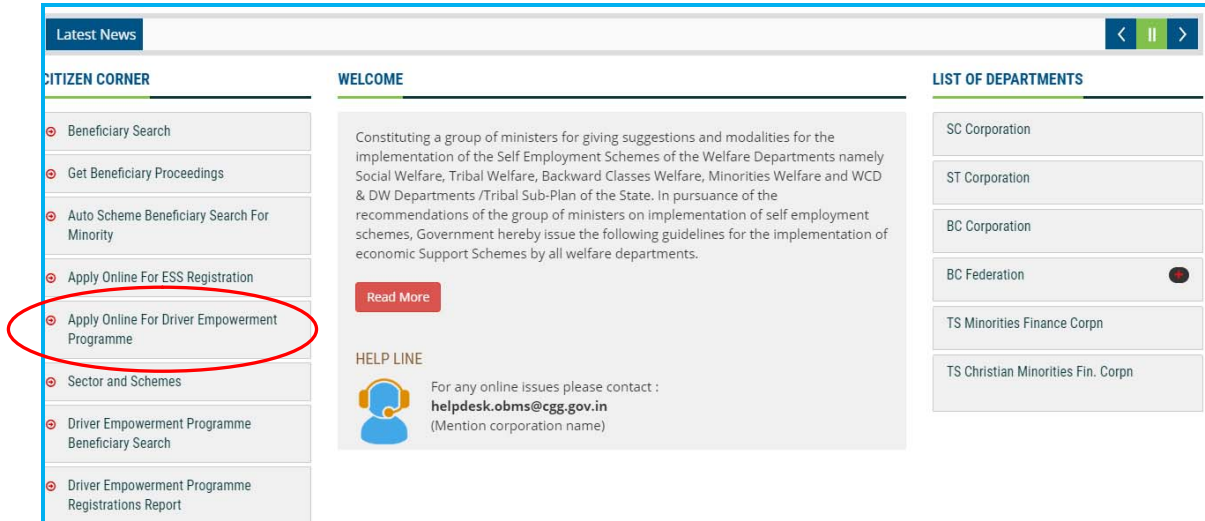 Latest News
CITIZEN CORNER
Beneficiary Search
Get Beneficiary Proceedings
Auto Scheme Beneficiary Search For
Minority
Apply Online For ESS Registration
Apply Online For Driver Empowerment
Programme
Sector and Schemes
Driver Empowerment Programme
Beneficiary Search
Driver Empowerment Programme
Registrations Report
WELCOME
Constituting a group of ministers for giving suggestions and modalities for the
implementation of the Self Employment Schemes of the Welfare Departments namely
Social Welfare, Tribal Welfare, Backward Classes Welfare, Minorities Welfare and WCD
& DW Departments /Tribal Sub-Plan of the State. In pursuance of the
recommendations of the group of ministers on implementation of self employment
schemes, Government hereby issue the following guidelines for the implementation of
economic Support Schemes by all welfare departments.
Read More
HELP LINE
For any online issues please contact :
helpdesk.obms@cgg.gov.in
(Mention corporation name)
LIST OF DEPARTMENTS
SC Corporation
ST Corporation
BC Corporation
BC Federation
TS Minorities Finance Corpn
TS Christian Minorities Fin. Corpn